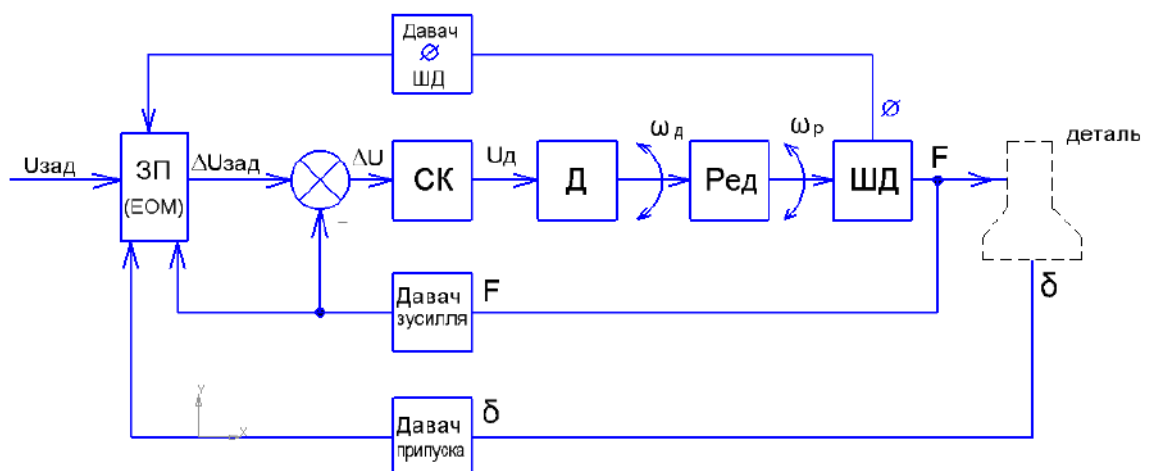 Давач
Ø
ШД
Ø
Uзад
ЗП
(ЕОМ)
ΔUзад
ΔU
СК
Uд
Д
ωд
Ред
ωр
ШД
F
деталь
–
Давач
зусилля
F
δ
Y
X
Давач
припуска
δ